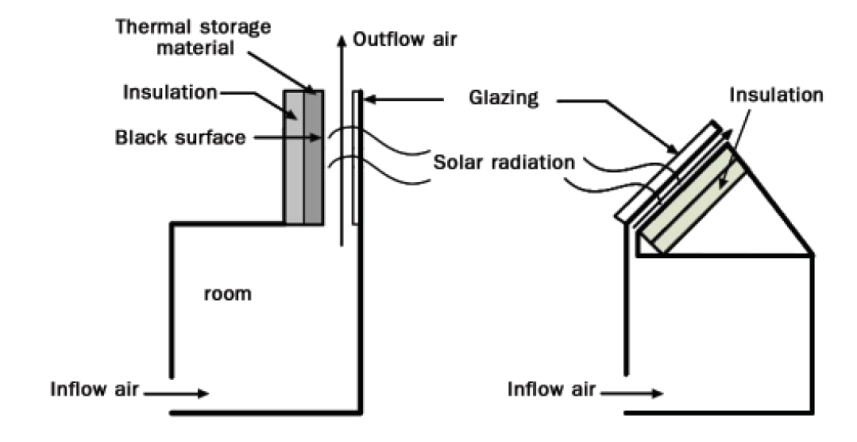 Thermal storage
material
Outflow air
Insulation
Glazing
Insulation
Black surface
Solar radiation
room
Inflow air
Inflow air